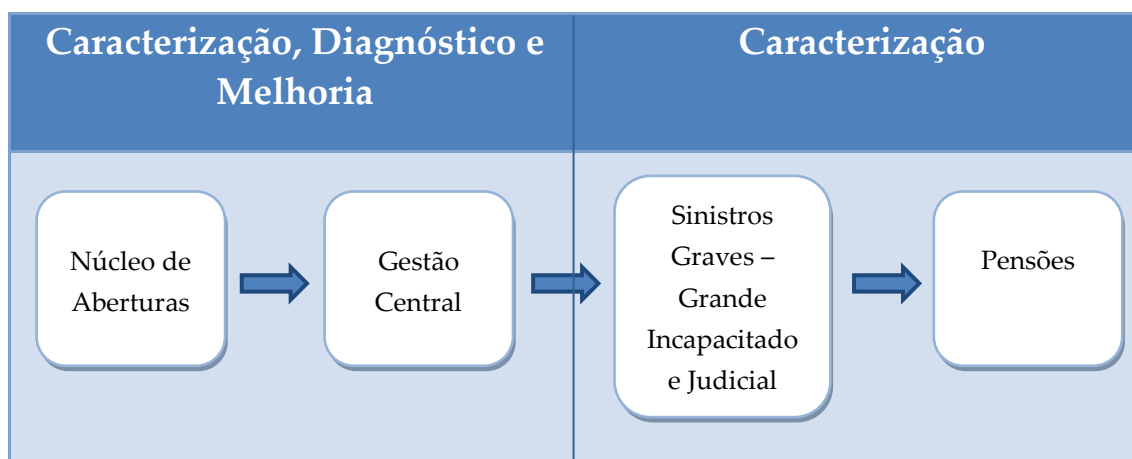 Caracterização, Diagnóstico e
Melhoria
Caracterização
Núcleo de
Aberturas
Gestão
Central
Sinistros
Graves –
Grande
Incapacitado
e Judicial
Pensões